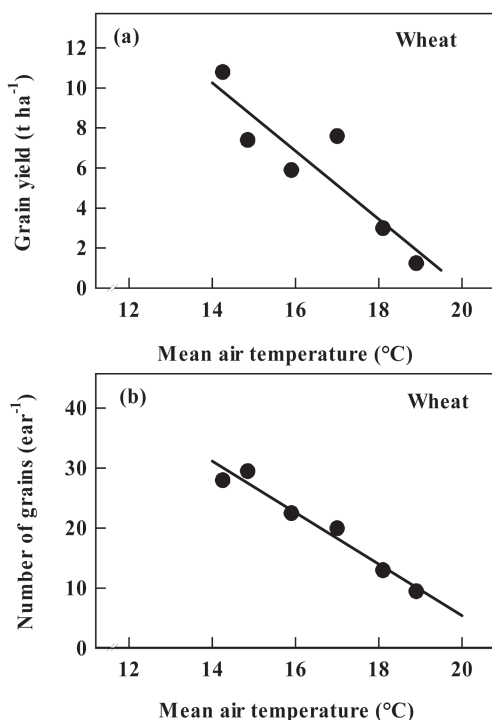 (a) Wheat
12
10
8
6
4
2
0
Grain yield (t ha⁻¹)
12 14 16 18 20
Mean air temperature (°C)
(b) Wheat
40
30
20
10
0
Number of grains (ear⁻¹)
12 14 16 18 20
Mean air temperature (°C)